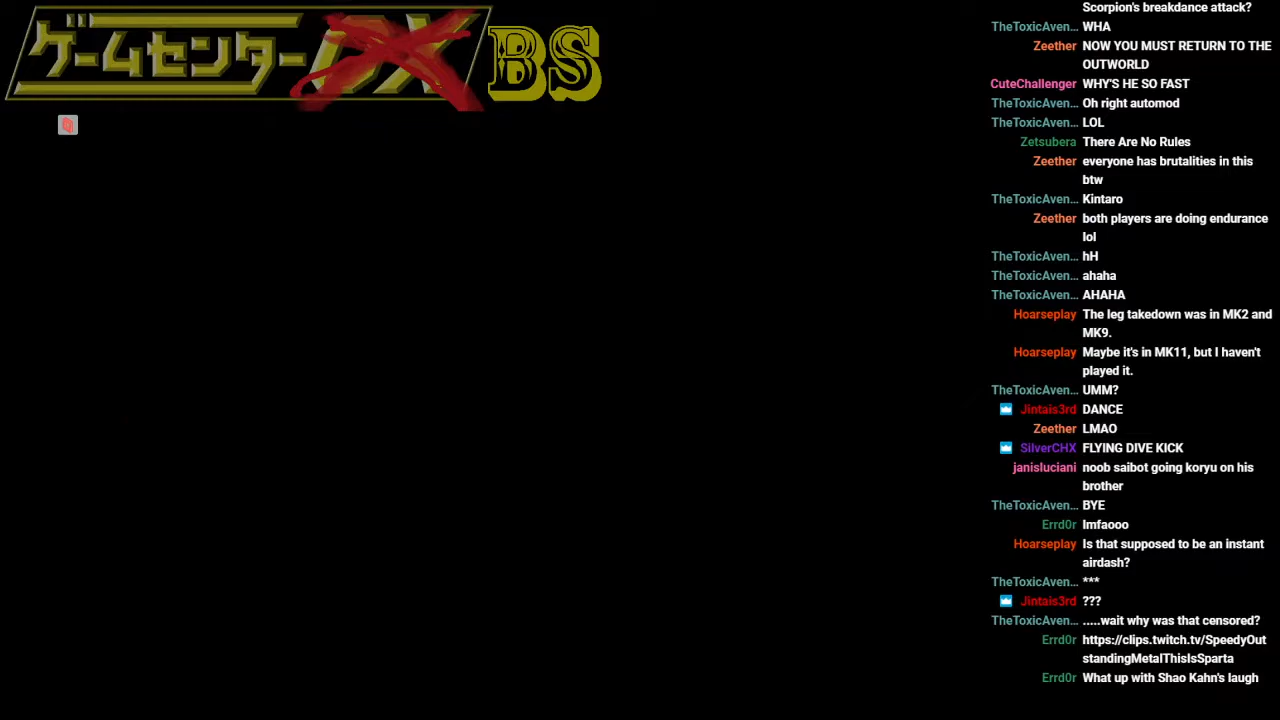 ゲームセンターDX BS
Scorpion's breakdance attack?
TheToxicAven... WHA
Zeether NOW YOU MUST RETURN TO THE
OUTWORLD
CuteChallenger WHY'S HE SO FAST
TheToxicAven... Oh right automod
TheToxicAven... LOL
Zetsubera There Are No Rules
Zeether everyone has brutalities in this
btw
TheToxicAven... Kintaro
Zeether both players are doing endurance
lol
TheToxicAven... hH
TheToxicAven... ahaha
TheToxicAven... AHAHA
Hoarseplay The leg takedown was in MK2 and
MK9.
Hoarseplay Maybe it's in MK11, but I haven't
played it.
TheToxicAven... UMM?
Jintais3rd DANCE
Zeether LMAO
SilverCHX FLYING DIVE KICK
janisluciani noob saibot going koryu on his
brother
TheToxicAven... BYE
Errd0r lmfaooo
Hoarseplay Is that supposed to be an instant
airdash?
TheToxicAven... ***
Jintais3rd ???
TheToxicAven... .....wait why was that censored?
Errd0r https://clips.twitch.tv/SpeedyOut
standingMetalThisIsSparta
Errd0r What up with Shao Kahn's laugh